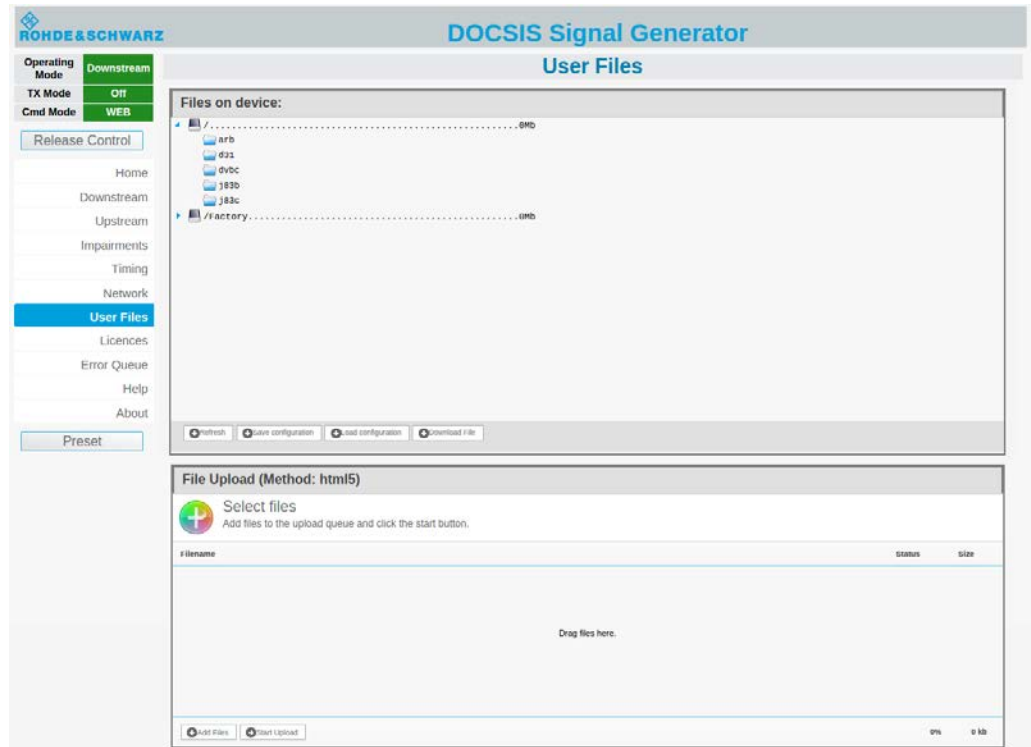 ROHDE&SCHWARZ
DOCSIS Signal Generator
Operating Mode
Downstream
TX Mode
Off
Cmd Mode
WEB
Release Control
Home
Downstream
Upstream
Impairments
Timing
Network
User Files
Licences
Error Queue
Help
About
Preset
User Files
Files on device:
/........................................................0Mb
arb
d31
dvbc
j83b
j83c
/Factory.................................................0Mb
Refresh Save configuration Load configuration Download File
File Upload (Method: html5)
Select files
Add files to the upload queue and click the start button.
Filename Status Size
Drag files here.
Add Files Start Upload 0% 0 kb